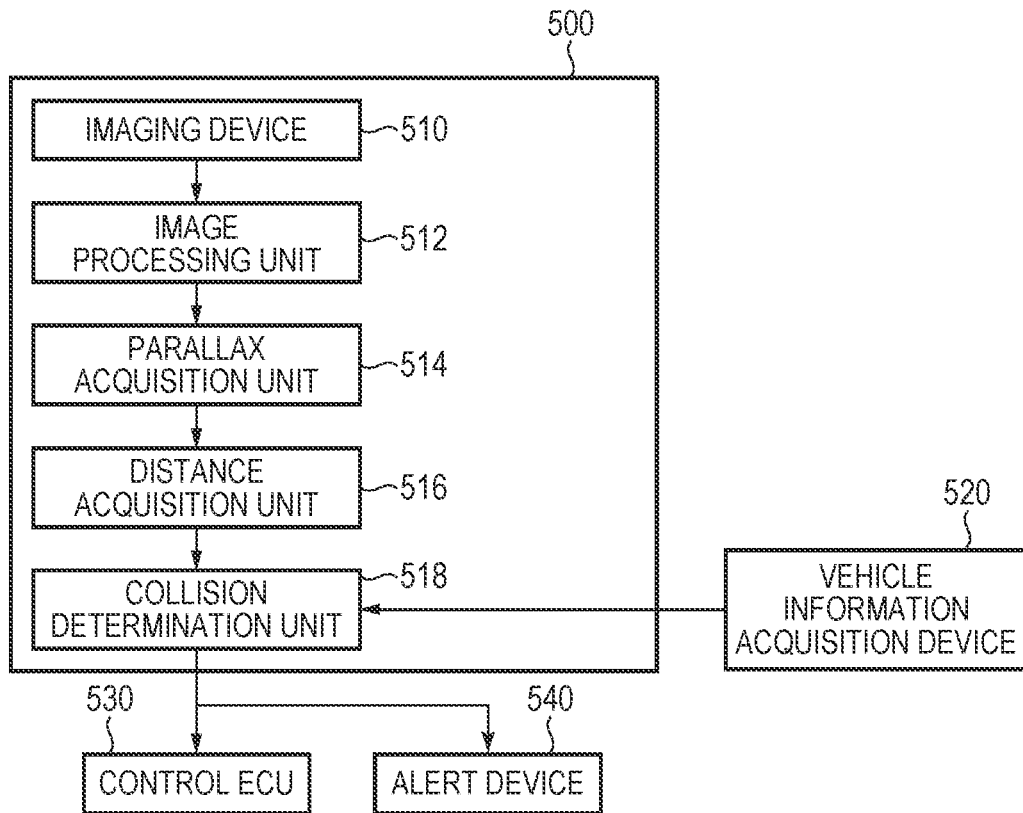 500
IMAGING DEVICE
510
IMAGE
PROCESSING UNIT
512
PARALLAX
ACQUISITION UNIT
514
DISTANCE
ACQUISITION UNIT
516
520
COLLISION
DETERMINATION UNIT
518
VEHICLE
INFORMATION
ACQUISITION DEVICE
530
CONTROL ECU
540
ALERT DEVICE